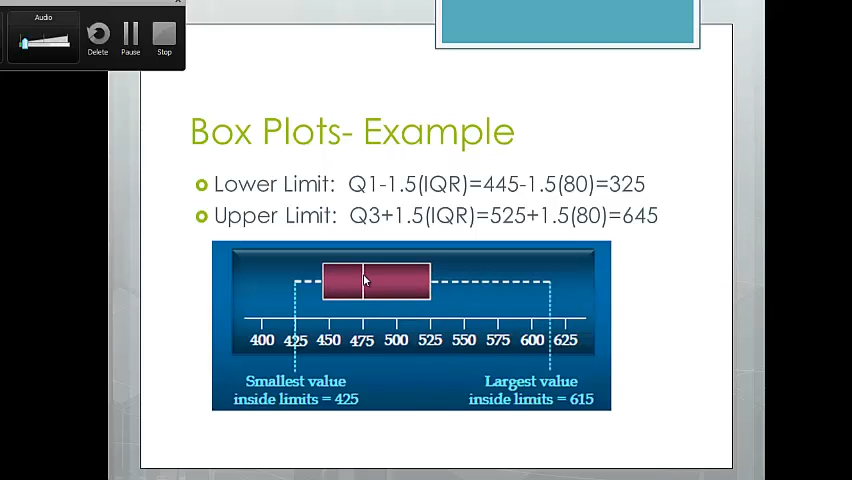 Audio
Delete
Pause
Stop
Box Plots- Example
Lower Limit: Q1-1.5(IQR)=445-1.5(80)=325
Upper Limit: Q3+1.5(IQR)=525+1.5(80)=645
400 425 450 475 500 525 550 575 600 625
Smallest value
inside limits = 425
Largest value
inside limits = 615